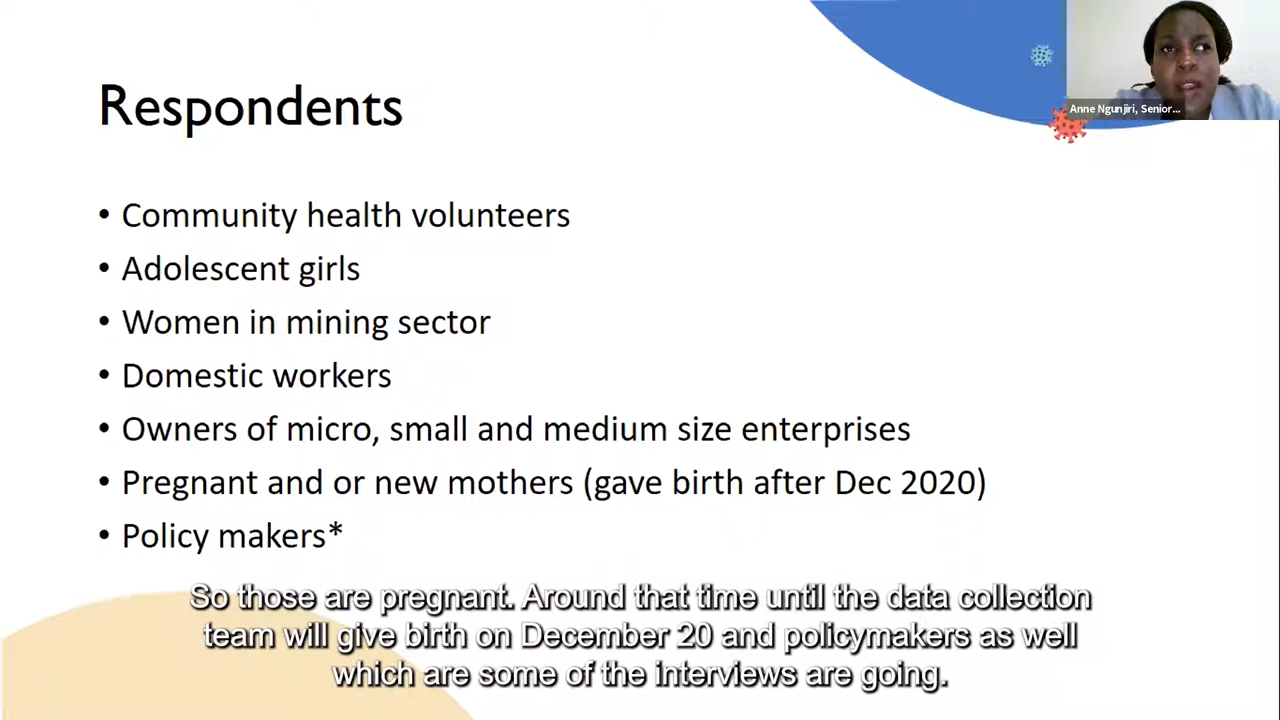 Respondents
Anne Ngunjiri, Senior...
• Community health volunteers
• Adolescent girls
• Women in mining sector
• Domestic workers
• Owners of micro, small and medium size enterprises
• Pregnant and or new mothers (gave birth after Dec 2020)
• Policy makers*
So those are pregnant. Around that time until the data collection
team will give birth on December 20 and policymakers as well
which are some of the interviews are going.